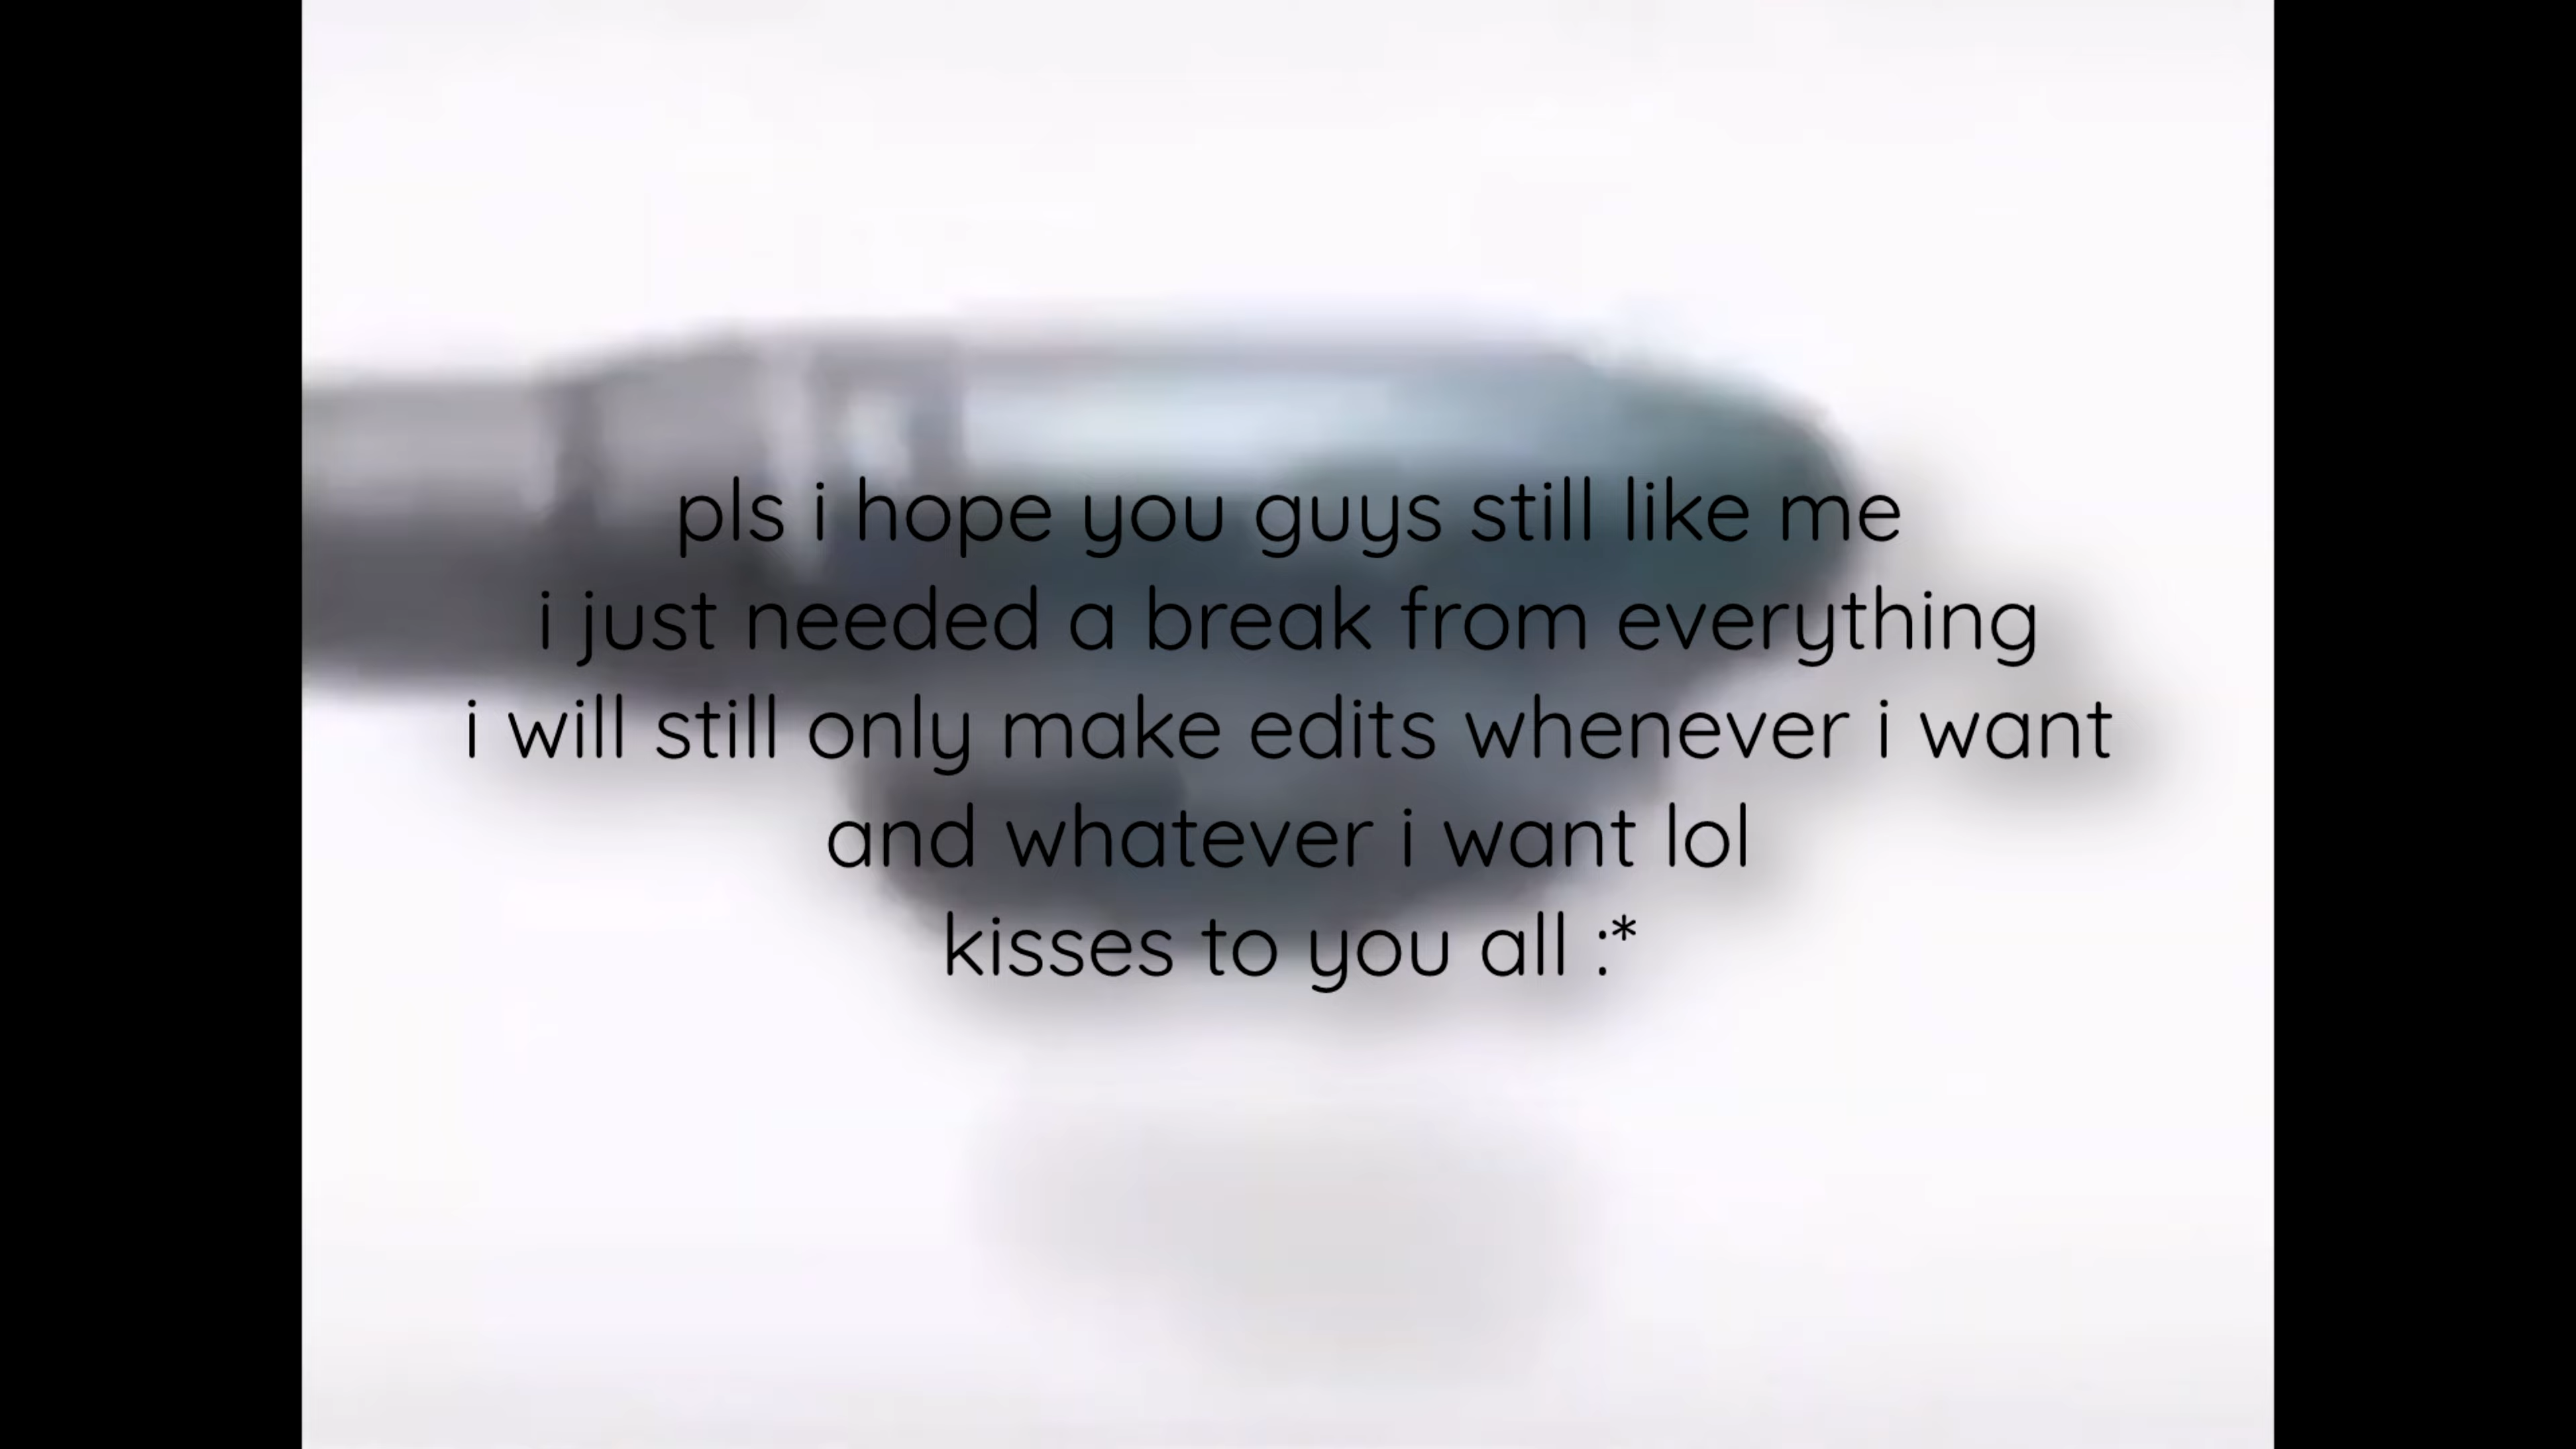 pls i hope you guys still like me
i just needed a break from everything
i will still only make edits whenever i want
and whatever i want lol
kisses to you all :*